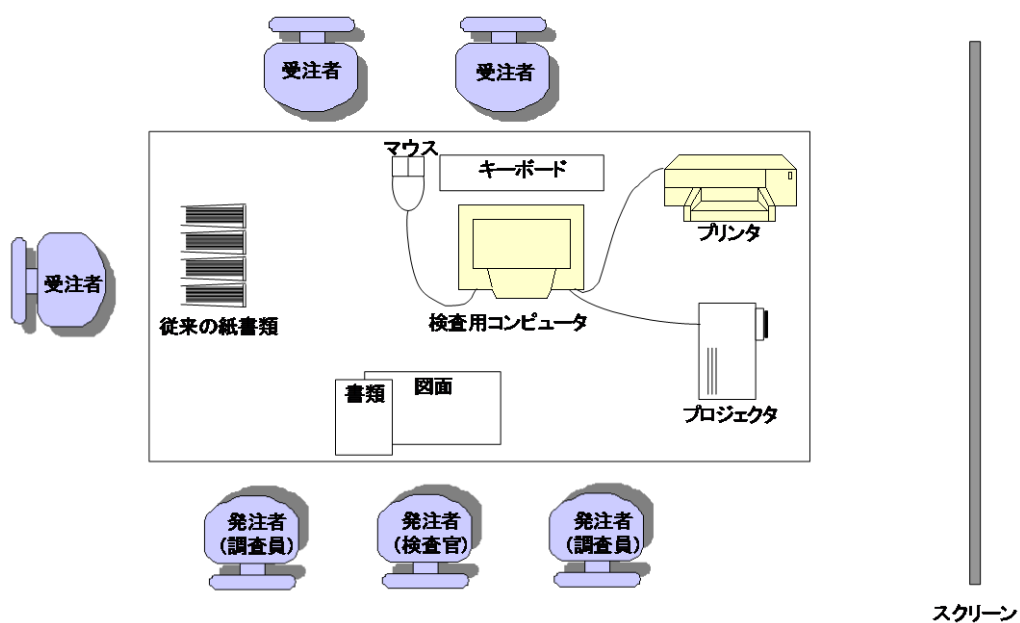 受注者
受注者
マウス
キーボード
プリンタ
受注者
従来の紙書類
検査用コンピュータ
書類
図面
プロジェクタ
発注者
(調査員)
発注者
(検査官)
発注者
(調査員)
スクリーン